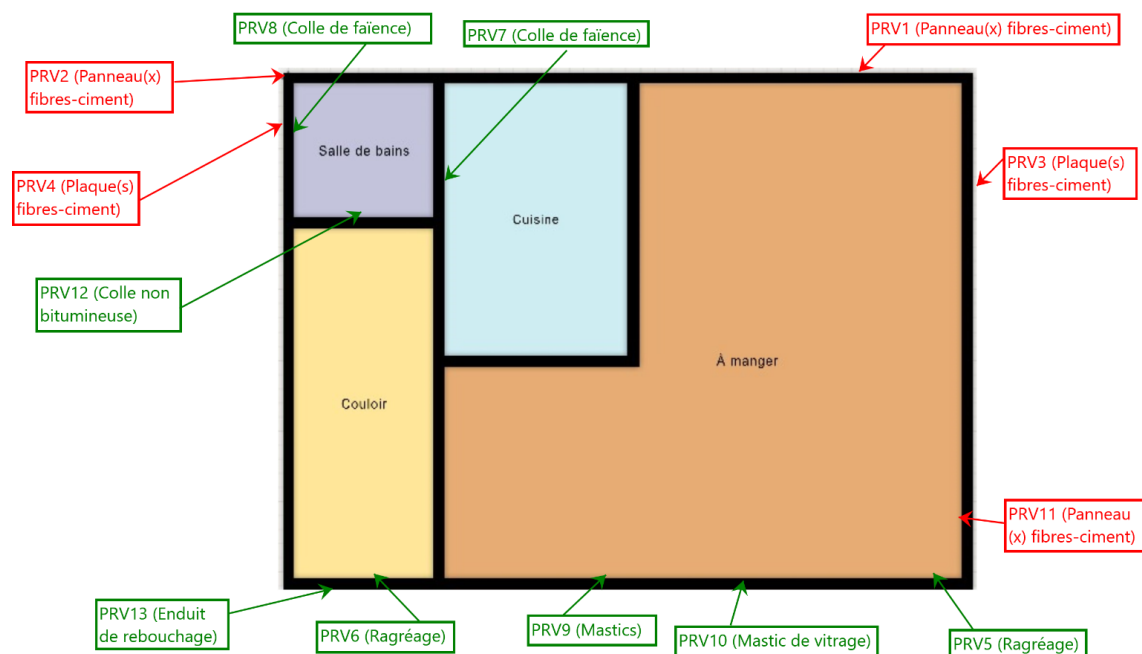 PRV8 (Colle de faïence)
PRV7 (Colle de faïence)
PRV1 (Panneau(x) fibres-ciment)
PRV2 (Panneau(x)
fibres-ciment)
Salle de bains
PRV3 (Plaque(s)
fibres-ciment)
PRV4 (Plaque(s)
fibres-ciment)
Cuisine
PRV12 (Colle non
bitumineuse)
À manger
Couloir
PRV11 (Panneau
(x) fibres-ciment)
PRV13 (Enduit
de rebouchage)
PRV6 (Ragréage)
PRV9 (Mastics)
PRV10 (Mastic de vitrage)
PRV5 (Ragréage)